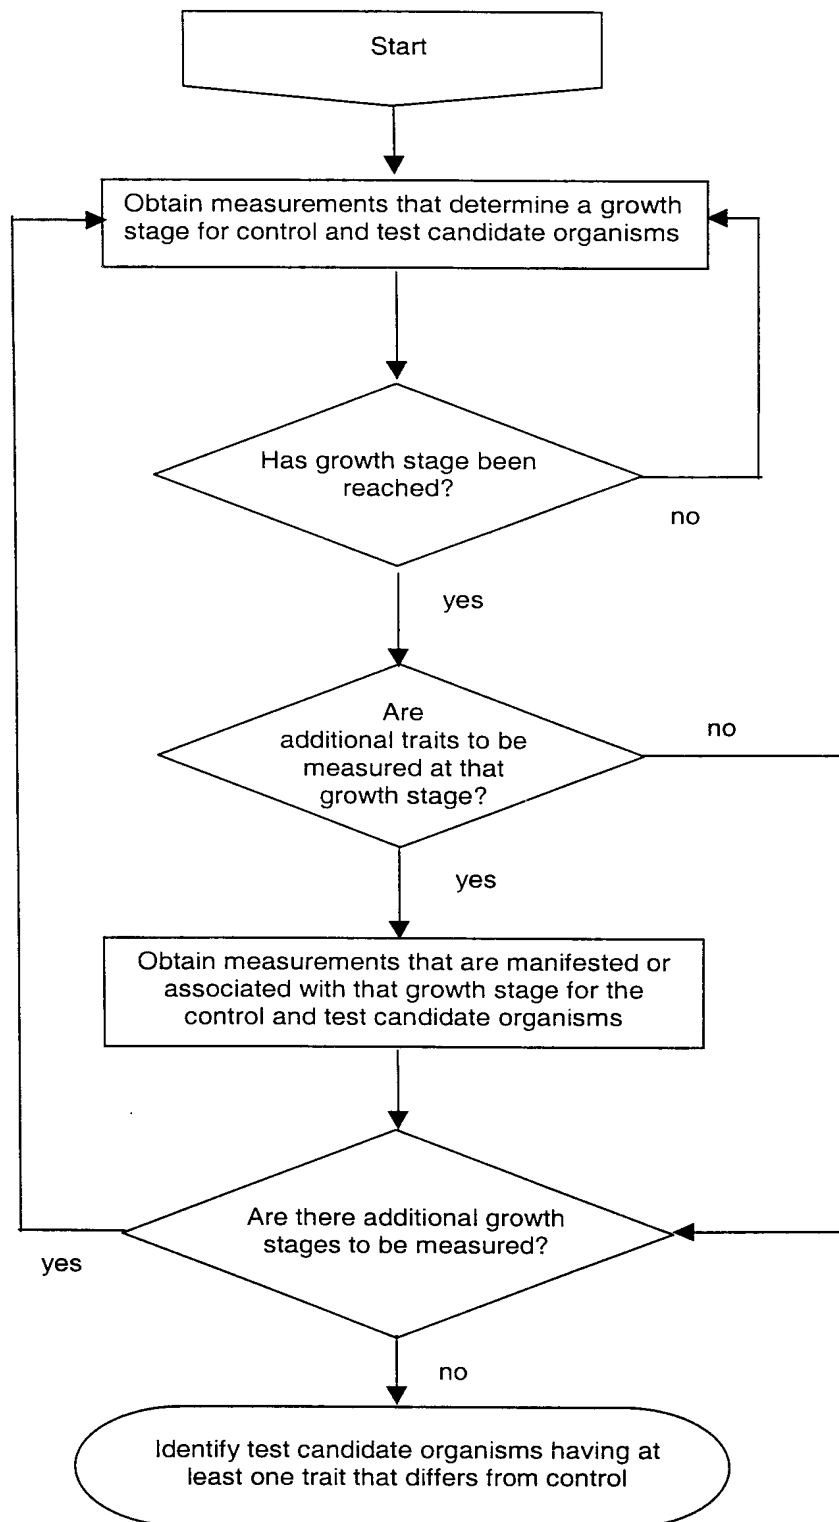 Start
Obtain measurements that determine a growth
stage for control and test candidate organisms
Has growth stage been
reached?
no
yes
Are
additional traits to be
measured at that
growth stage?
no
yes
Obtain measurements that are manifested or
associated with that growth stage for the
control and test candidate organisms
Are there additional growth
stages to be measured?
yes
no
Identify test candidate organisms having at
least one trait that differs from control